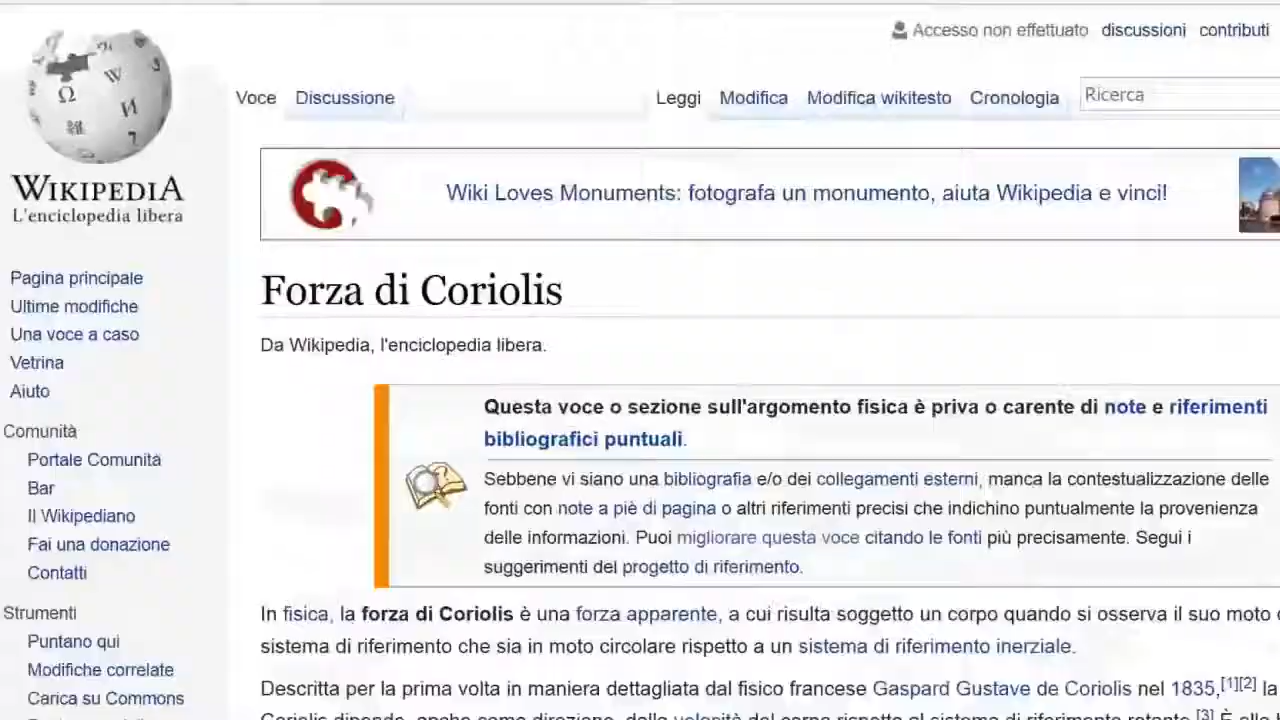 Accesso non effettuato discussioni contributi
Voce Discussione Leggi Modifica Modifica wikitesto Cronologia Ricerca
WIKIPEDIA
L'enciclopedia libera
Wiki Loves Monuments: fotografa un monumento, aiuta Wikipedia e vinci!
Forza di Coriolis
Da Wikipedia, l'enciclopedia libera.
Pagina principale
Ultime modifiche
Una voce a caso
Vetrina
Aiuto
Comunità
Portale Comunità
Bar
Il Wikipediano
Fai una donazione
Contatti
Strumenti
Puntano qui
Modifiche correlate
Carica su Commons
Questa voce o sezione sull'argomento fisica è priva o carente di note e riferimenti
bibliografici puntuali.
Sebbene vi siano una bibliografia e/o dei collegamenti esterni, manca la contestualizzazione delle
fonti con note a piè di pagina o altri riferimenti precisi che indichino puntualmente la provenienza
delle informazioni. Puoi migliorare questa voce citando le fonti più precisamente. Segui i
suggerimenti del progetto di riferimento.
In fisica, la forza di Coriolis è una forza apparente, a cui risulta soggetto un corpo quando si osserva il suo moto
sistema di riferimento che sia in moto circolare rispetto a un sistema di riferimento inerziale.
Descritta per la prima volta in maniera dettagliata dal fisico francese Gaspard Gustave de Coriolis nel 1835,[1][2] la